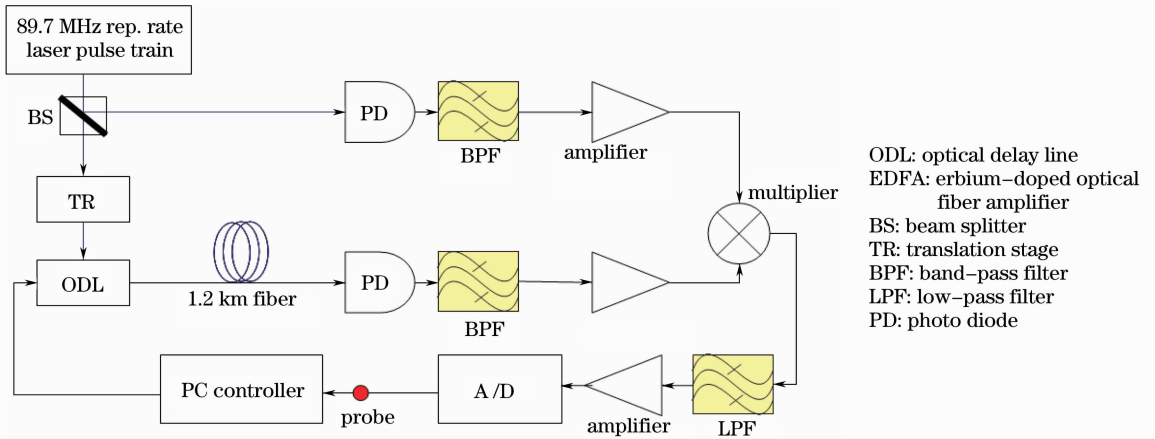 89.7 MHz rep. rate
laser pulse train
BS
PD
BPF
amplifier
multiplier
TR
ODL
1.2 km fiber
PD
BPF
PC controller
probe
A/D
amplifier
LPF
ODL: optical delay line
EDFA: erbium–doped optical
fiber amplifier
BS: beam splitter
TR: translation stage
BPF: band–pass filter
LPF: low–pass filter
PD: photo diode